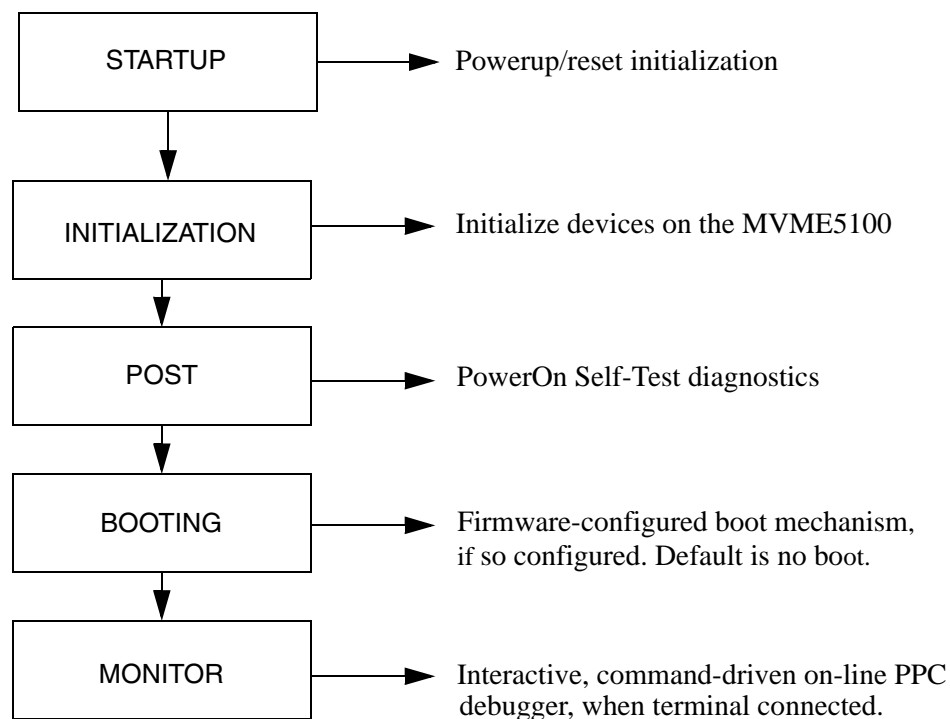 STARTUP
Powerup/reset initialization
INITIALIZATION
Initialize devices on the MVME5100
POST
PowerOn Self-Test diagnostics
BOOTING
Firmware-configured boot mechanism,
if so configured. Default is no boot.
MONITOR
Interactive, command-driven on-line PPC
debugger, when terminal connected.